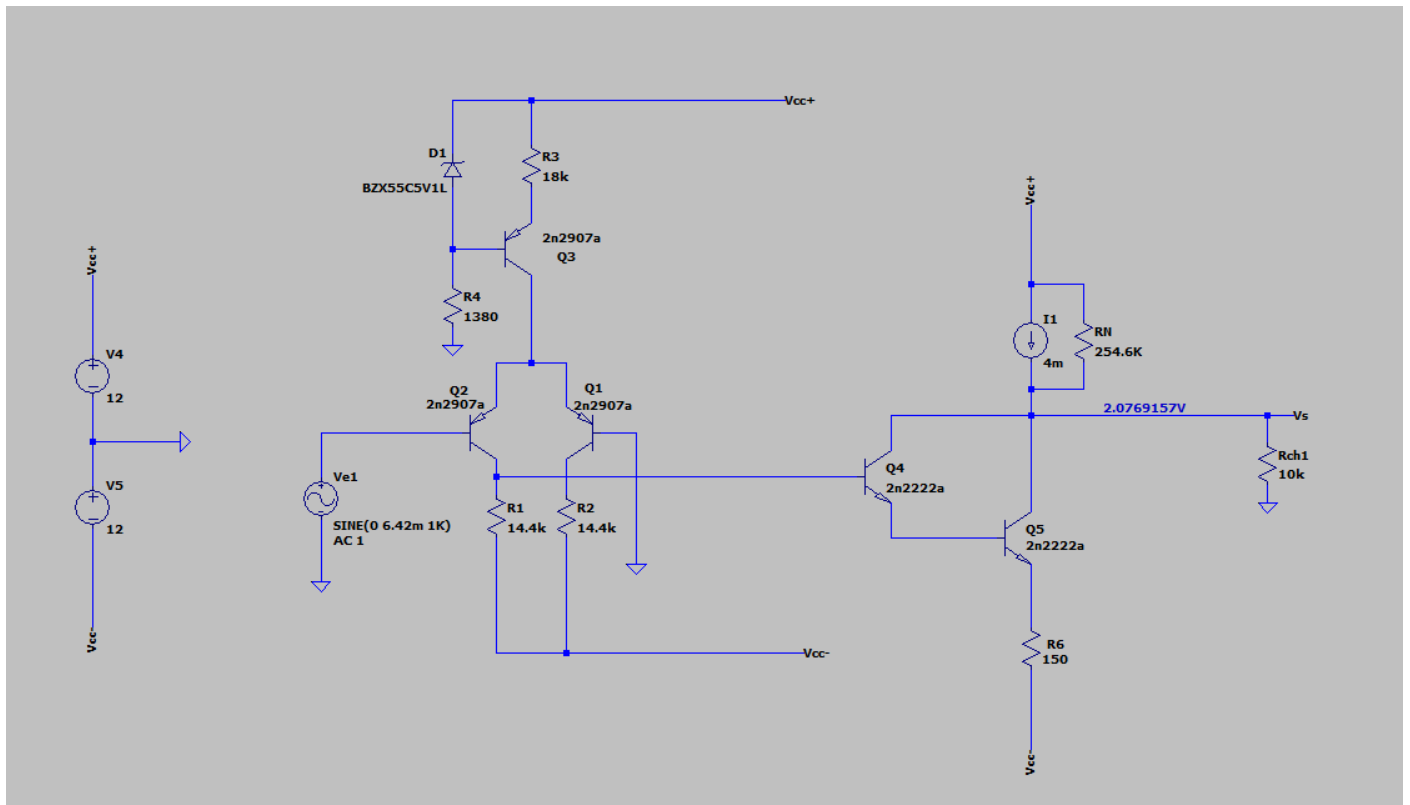 Vcc+
D1
BZX55C5V1L
R3
18k
2n2907a
Q3
R4
1380
Vcc+
V4
12
V5
12
Vcc-
Q2
2n2907a
Q1
2n2907a
Ve1
SINE(0 6.42m 1K)
AC 1
R1
14.4k
R2
14.4k
Vcc-
Vcc+
I1
4m
RN
254.6K
2.0769157V
Vs
Rch1
10k
Q4
2n2222a
Q5
2n2222a
R6
150
Vcc-